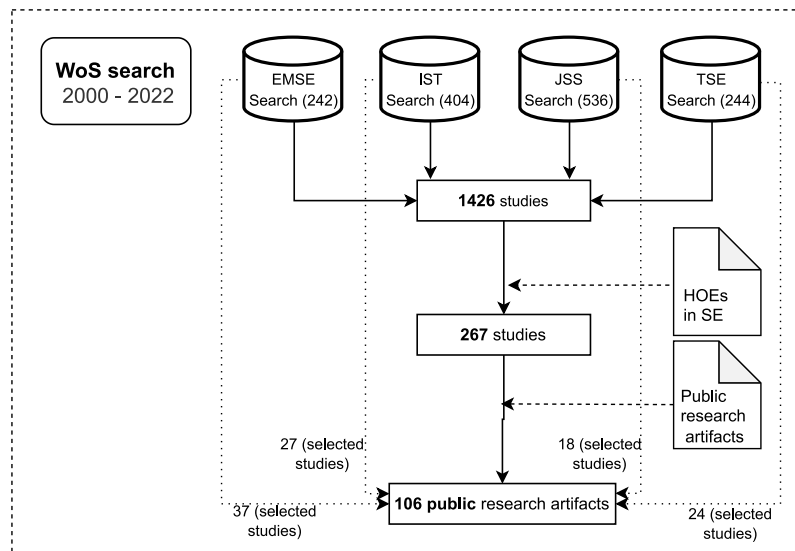 WoS search
2000 - 2022
EMSE
Search (242)
IST
Search (404)
JSS
Search (536)
TSE
Search (244)
1426 studies
HOEs
in SE
267 studies
Public
research
artifacts
27 (selected
studies)
18 (selected
studies)
106 public research artifacts
37 (selected
studies)
24 (selected
studies)